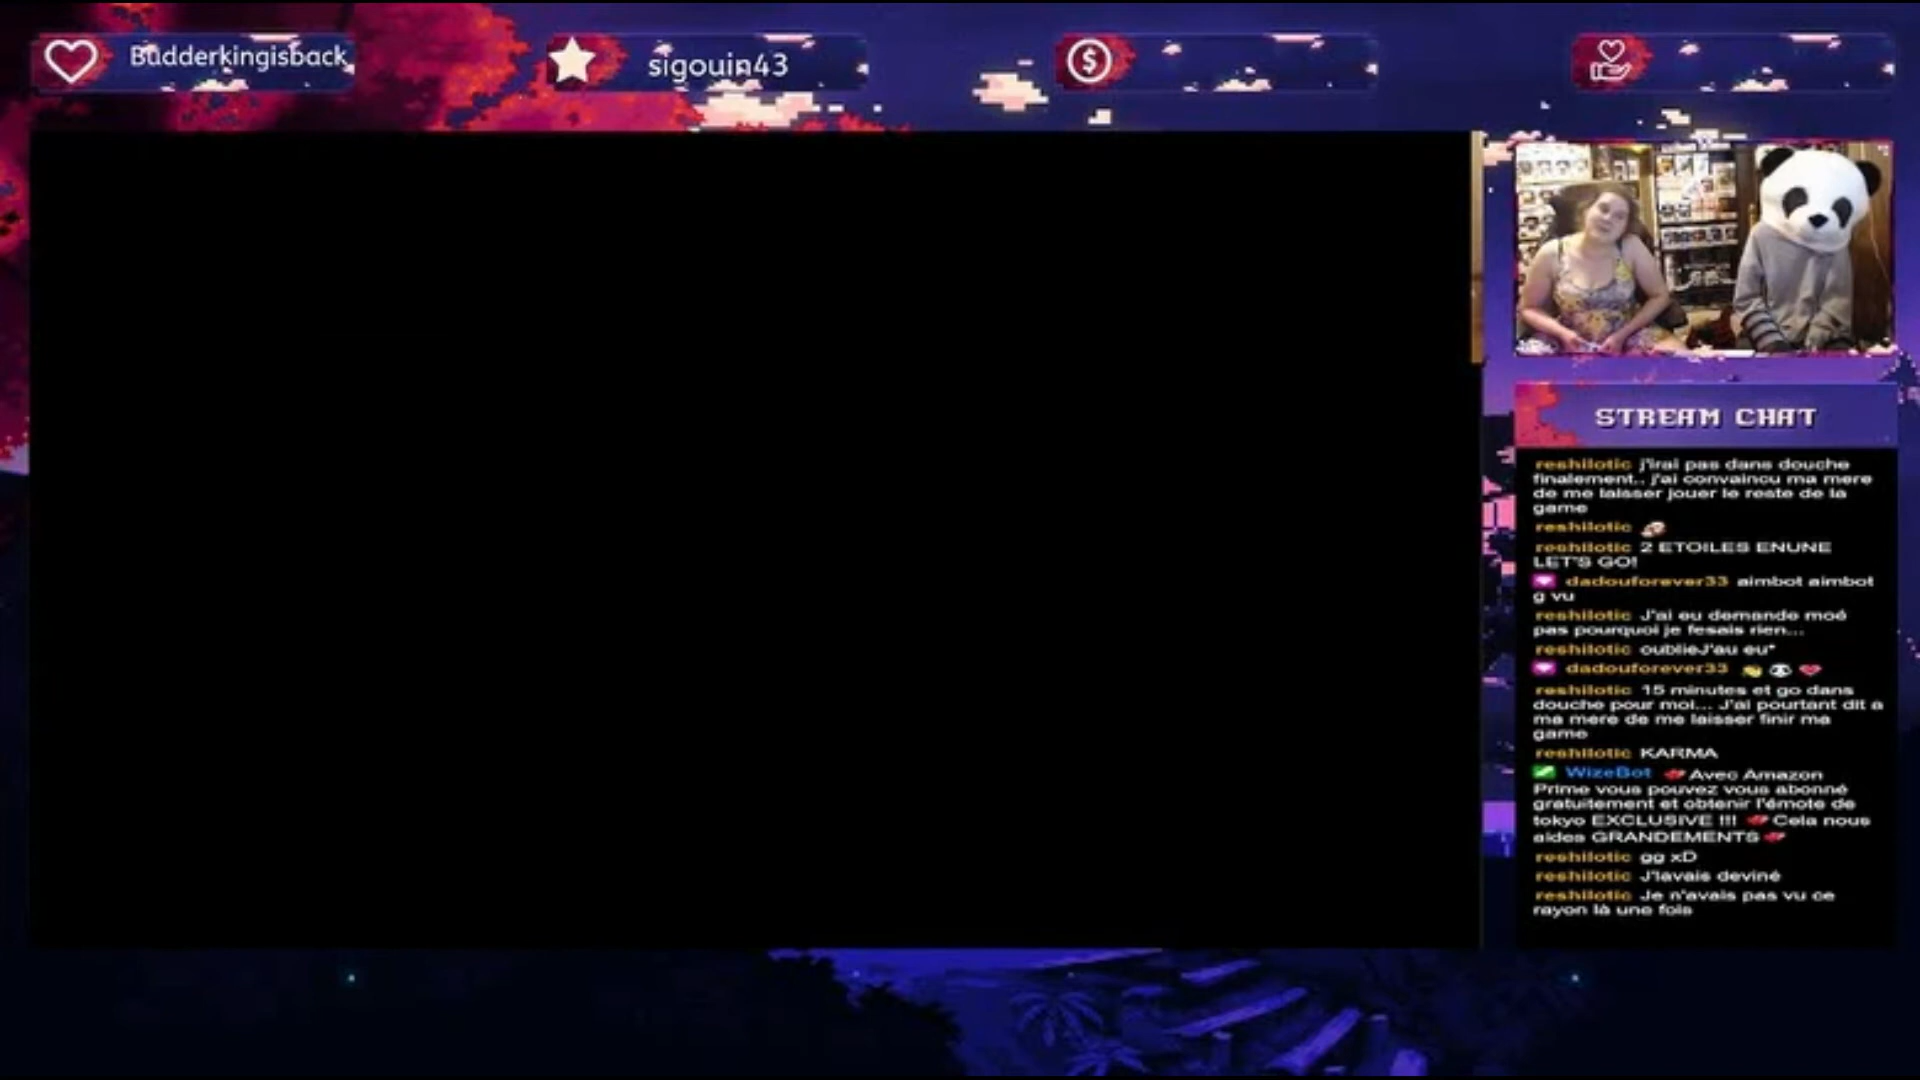 Budderkingisback
sigouin43
STREAM CHAT
reshilotic j'irai pas dans douche
finalement.. j'ai convaincu ma mere
de me laisser jouer le reste de la
game
reshilotic
reshilotic 2 ETOILES ENUNE
LET'S GO!
dadouforever33 aimbot aimbot
g vu
reshilotic J'ai eu demande moé
pas pourquoi je fesais rien...
reshilotic oublieJ'au eu*
dadouforever33
reshilotic 15 minutes et go dans
douche pour moi... J'ai pourtant dit a
ma mere de me laisser finir ma
game
reshilotic KARMA
WizeBot Avec Amazon
Prime vous pouvez vous abonné
gratuitement et obtenir l'émote de
tokyo EXCLUSIVE !!! Cela nous
aides GRANDEMENTS
reshilotic gg xD
reshilotic J'lavais deviné
reshilotic Je n'avais pas vu ce
rayon là une fois